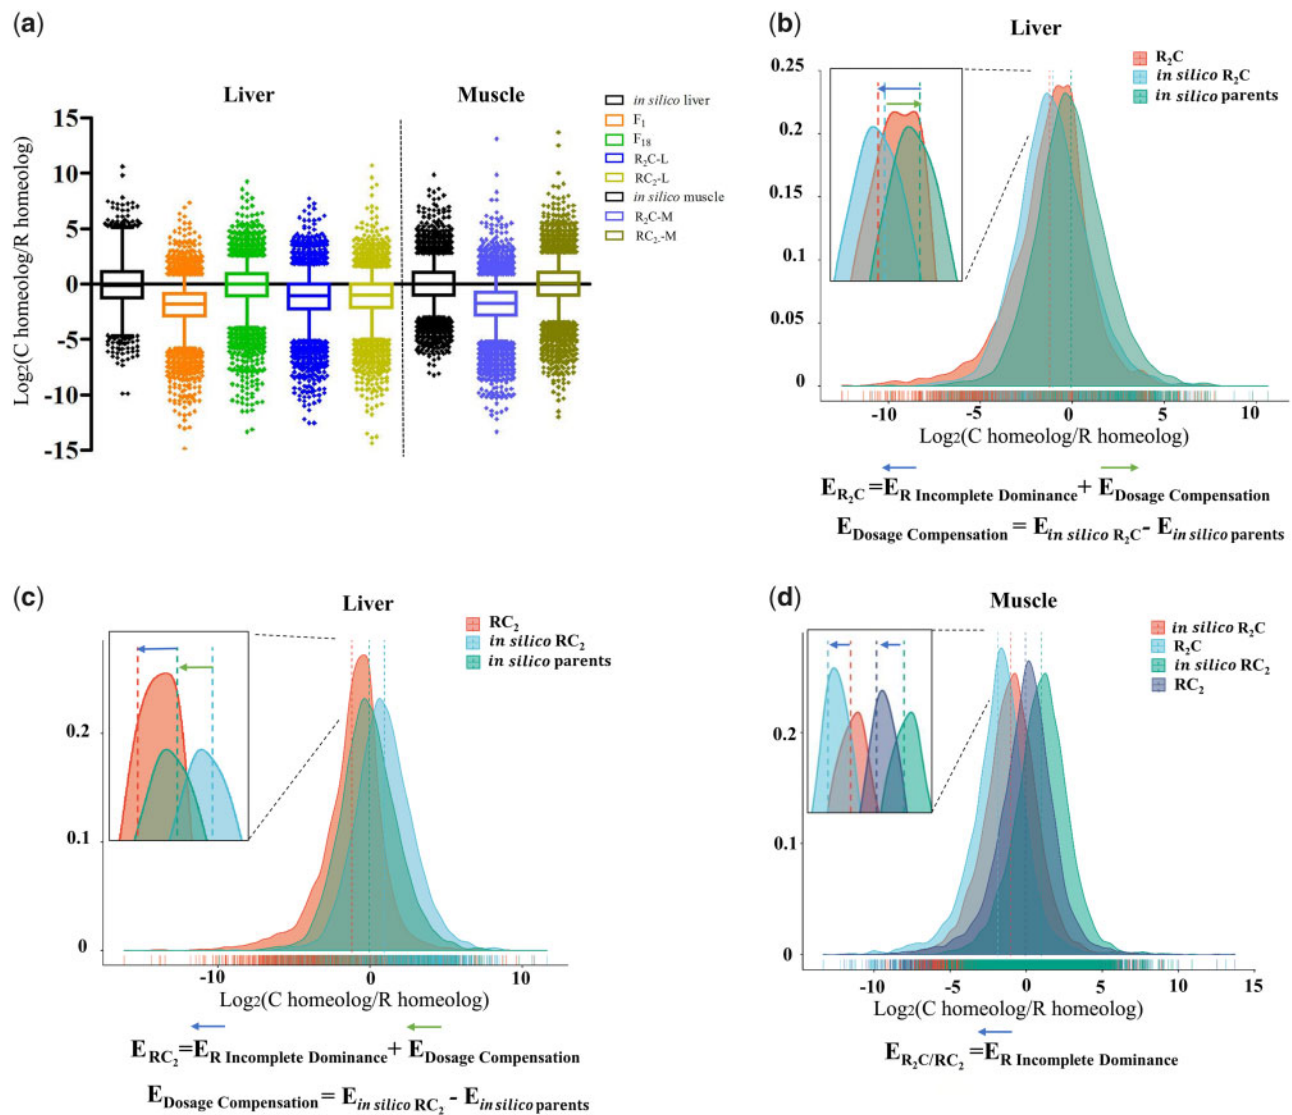 (a)
Liver
Muscle
Log2(C homeolog/R homeolog)
15
10
5
0
-5
-10
-15
in silico liver
F1
F18
R2C-L
RC2-L
in silico muscle
R2C-M
RC2.-M
(b)
Liver
R2C
in silico R2C
in silico parents
0.25
0.2
0.15
0.1
0.05
0
-10 -5 0 5 10
Log2(C homeolog/R homeolog)
ER2C =ER Incomplete Dominance+ EDosage Compensation
EDosage Compensation = Ein silico R2C- Ein silico parents
(c)
Liver
RC2
in silico RC2
in silico parents
0.2
0.1
0
-10 0 10
Log2(C homeolog/R homeolog)
ERC2=ER Incomplete Dominance+ EDosage Compensation
EDosage Compensation = Ein silico RC2 - Ein silico parents
(d)
Muscle
in silico R2C
R2C
in silico RC2
RC2
0.2
0.1
0
-10 -5 0 5 10 15
Log2(C homeolog/R homeolog)
ER2C/RC2 =ER Incomplete Dominance